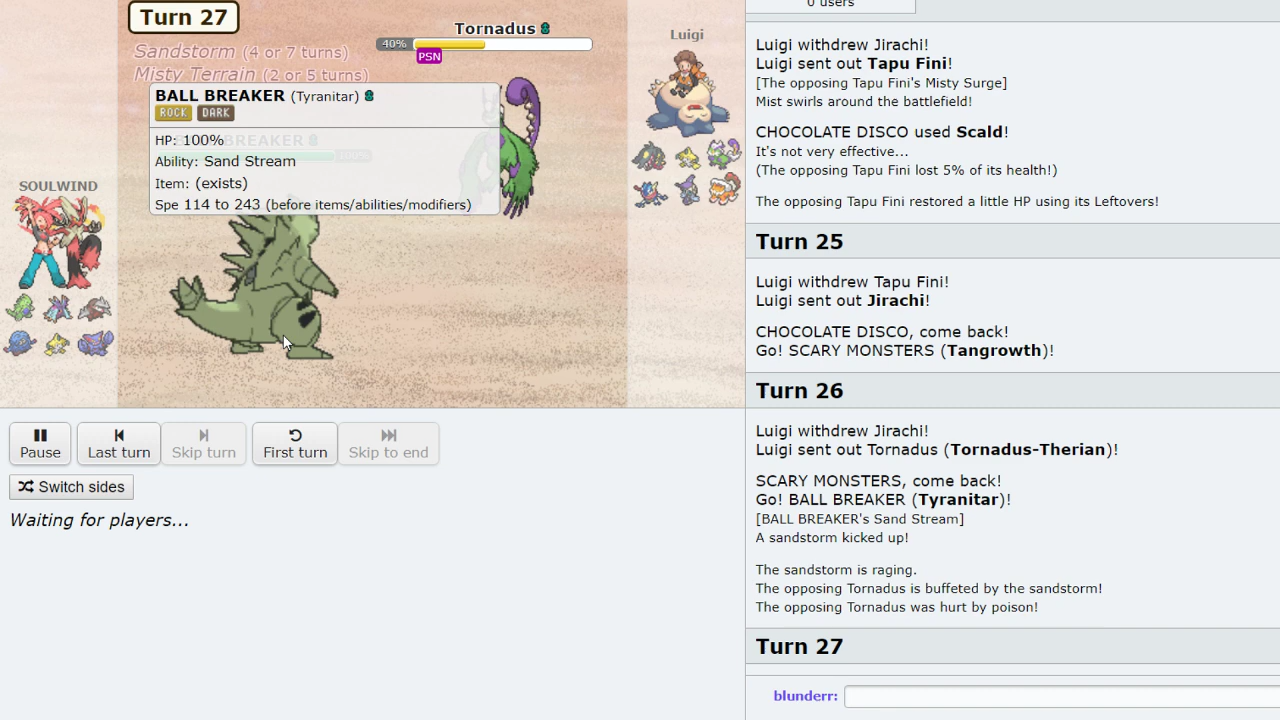 Turn 27
Sandstorm (4 or 7 turns)
Misty Terrain (2 or 5 turns)
Tornadus
40%
PSN
BALL BREAKER (Tyranitar)
ROCK DARK
HP: 100%
Ability: Sand Stream
Item: (exists)
Spe 114 to 243 (before items/abilities/modifiers)
BALL BREAKER
100%
SOULWIND
Luigi
Pause
Last turn
Skip turn
First turn
Skip to end
Switch sides
Waiting for players...
0 users
Luigi withdrew Jirachi!
Luigi sent out Tapu Fini!
[The opposing Tapu Fini's Misty Surge]
Mist swirls around the battlefield!
CHOCOLATE DISCO used Scald!
It's not very effective...
(The opposing Tapu Fini lost 5% of its health!)
The opposing Tapu Fini restored a little HP using its Leftovers!
Turn 25
Luigi withdrew Tapu Fini!
Luigi sent out Jirachi!
CHOCOLATE DISCO, come back!
Go! SCARY MONSTERS (Tangrowth)!
Turn 26
Luigi withdrew Jirachi!
Luigi sent out Tornadus (Tornadus-Therian)!
SCARY MONSTERS, come back!
Go! BALL BREAKER (Tyranitar)!
[BALL BREAKER's Sand Stream]
A sandstorm kicked up!
The sandstorm is raging.
The opposing Tornadus is buffeted by the sandstorm!
The opposing Tornadus was hurt by poison!
Turn 27
blunderr: